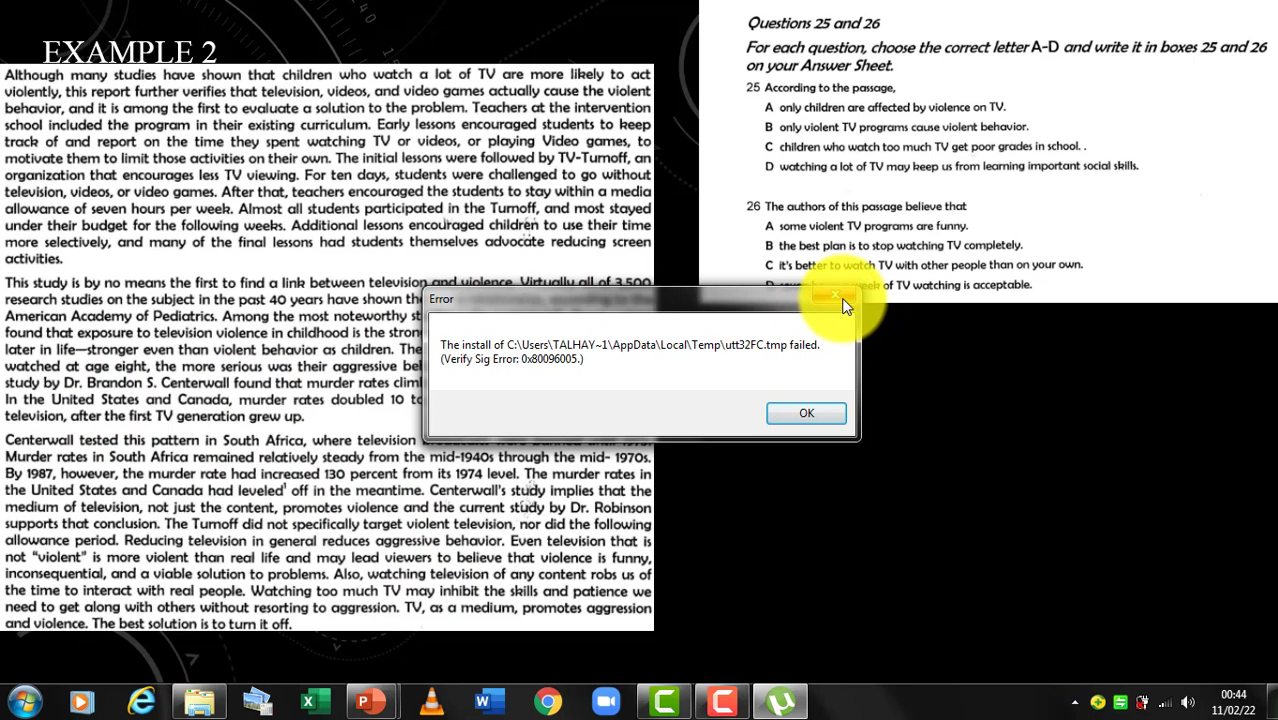 EXAMPLE 2
Although many studies have shown that children who watch a lot of TV are more likely to act
violently, this report further verifies that television, videos, and video games actually cause the violent
behavior, and it is among the first to evaluate a solution to the problem. Teachers at the intervention
school included the program in their existing curriculum. Early lessons encouraged students to keep
track of and report on the time they spent watching TV or videos, or playing Video games, to
motivate them to limit those activities on their own. The initial lessons were followed by TV-Turnoff, an
organization that encourages less TV viewing. For ten days, students were challenged to go without
television, videos, or video games. After that, teachers encouraged the students to stay within a media
allowance of seven hours per week. Almost all students participated in the Turnoff, and most stayed
under their budget for the following weeks. Additional lessons encouraged children to use their time
more selectively, and many of the final lessons had students themselves advocate reducing screen
activities.
This study is by no means the first to find a link between television and violence. Virtually all of 3,500
research studies on the subject in the past 40 years have shown the
American Academy of Pediatrics. Among the most noteworthy st
found that exposure to television violence in childhood is the stron
later in life—stronger even than violent behavior as children. The
watched at age eight, the more serious was their aggressive be
study by Dr. Brandon S. Centerwall found that murder rates clim
In the United States and Canada, murder rates doubled 10 to
television, after the first TV generation grew up.
Centerwall tested this pattern in South Africa, where television
Murder rates in South Africa remained relatively steady from the mid-1940s through the mid- 1970s.
By 1987, however, the murder rate had increased 130 percent from its 1974 level. The murder rates in
the United States and Canada had leveled¹ off in the meantime. Centerwall's study implies that the
medium of television, not just the content, promotes violence and the current study by Dr. Robinson
supports that conclusion. The Turnoff did not specifically target violent television, nor did the following
allowance period. Reducing television in general reduces aggressive behavior. Even television that is
not "violent" is more violent than real life and may lead viewers to believe that violence is funny,
inconsequential, and a viable solution to problems. Also, watching television of any content robs us of
the time to interact with real people. Watching too much TV may inhibit the skills and patience we
need to get along with others without resorting to aggression. TV, as a medium, promotes aggression
and violence. The best solution is to turn it off.
Questions 25 and 26
For each question, choose the correct letter A-D and write it in boxes 25 and 26
on your Answer Sheet.
25 According to the passage,
A only children are affected by violence on TV.
B only violent TV programs cause violent behavior.
C children who watch too much TV get poor grades in school. .
D watching a lot of TV may keep us from learning important social skills.
26 The authors of this passage believe that
A some violent TV programs are funny.
B the best plan is to stop watching TV completely.
C it's better to watch TV with other people than on your own.
of TV watching is acceptable.
Error
The install of C:\Users\TALHAY~1\AppData\Local\Temp\utt32FC.tmp failed.
(Verify Sig Error: 0x80096005.)
OK
00:44
11/02/22